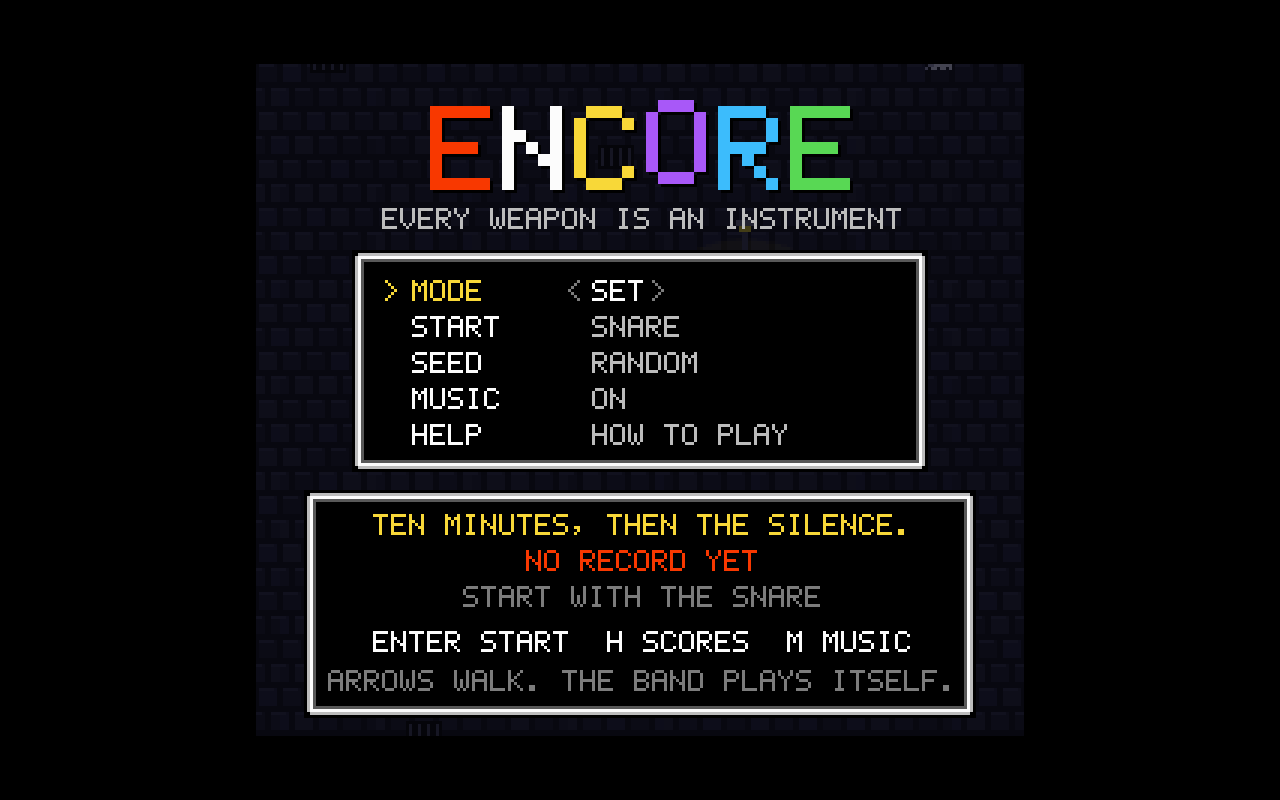 ENCORE
EVERY WEAPON IS AN INSTRUMENT
> MODE < SET >
START SNARE
SEED RANDOM
MUSIC ON
HELP HOW TO PLAY
TEN MINUTES, THEN THE SILENCE.
NO RECORD YET
START WITH THE SNARE
ENTER START H SCORES M MUSIC
ARROWS WALK. THE BAND PLAYS ITSELF.